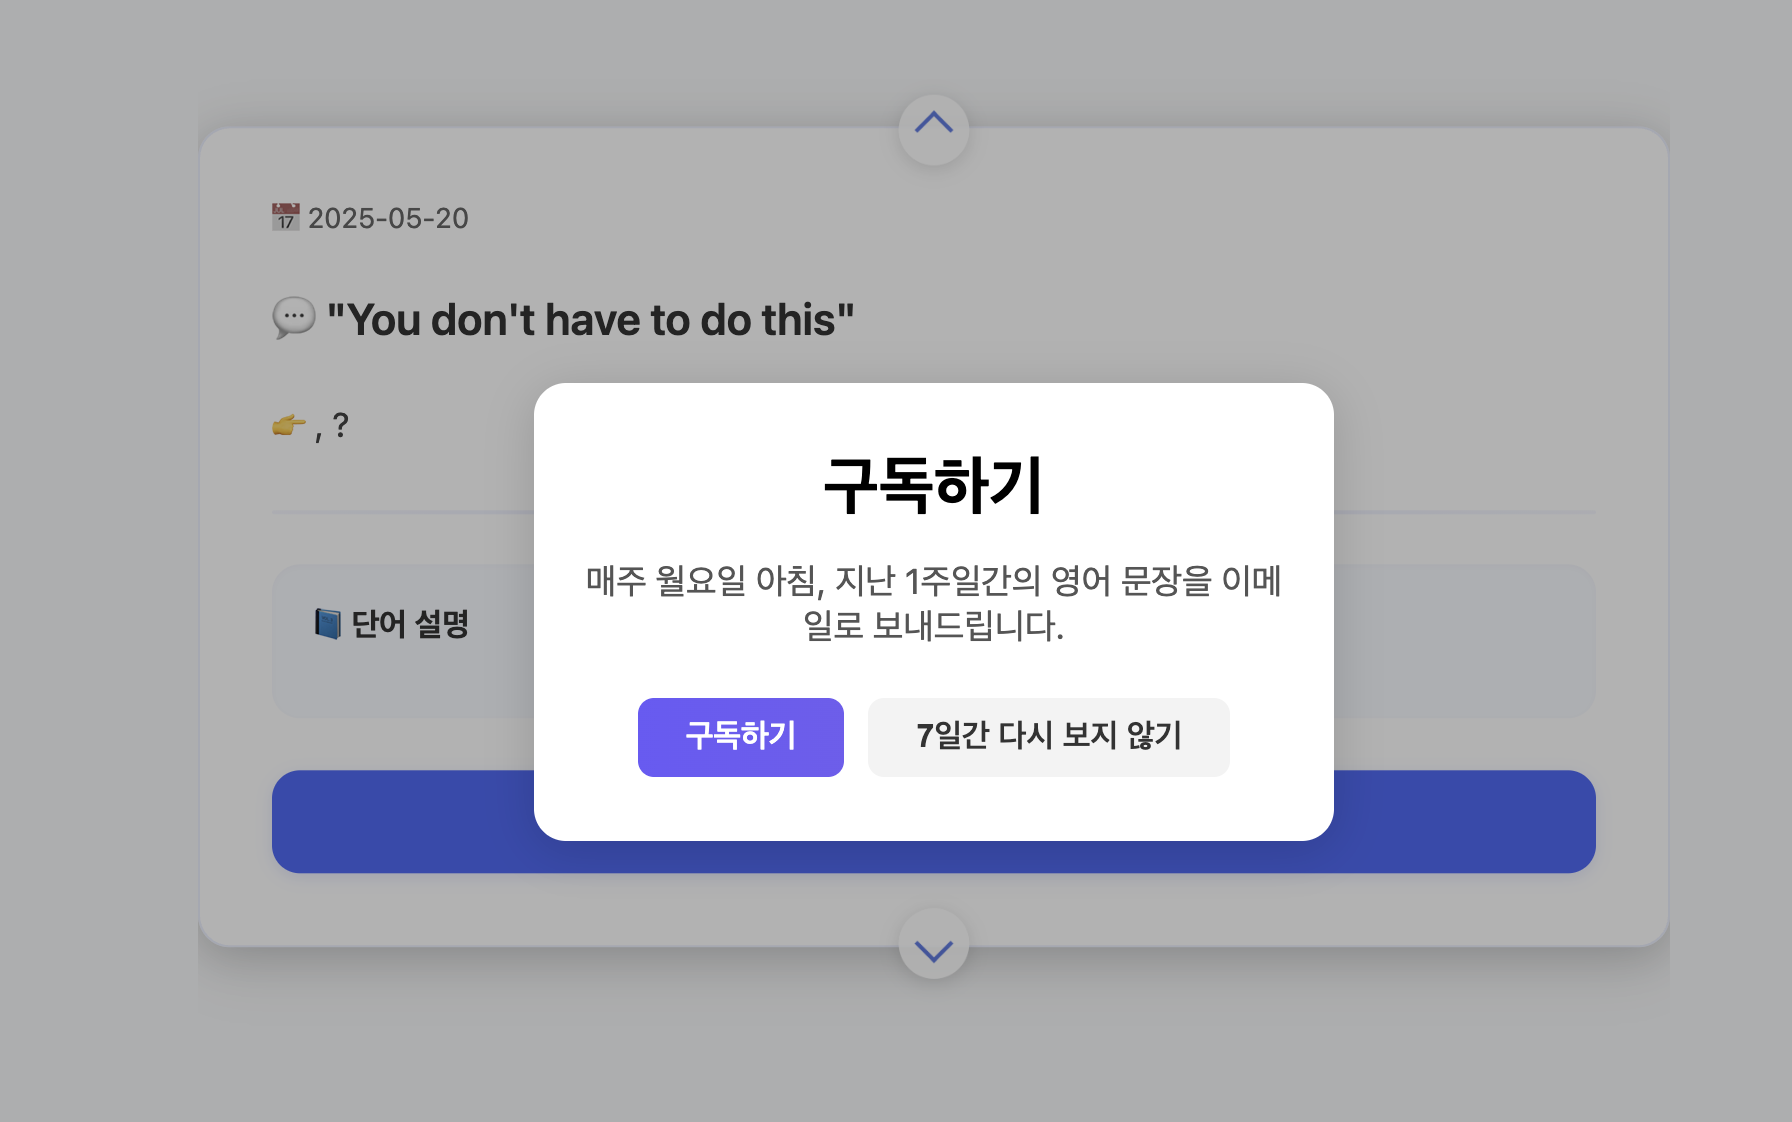 📅 2025-05-20
💬 "You don't have to do this"
👉 , ?
구독하기
매주 월요일 아침, 지난 1주일간의 영어 문장을 이메
일로 보내드립니다.
📘 단어 설명
구독하기 7일간 다시 보지 않기